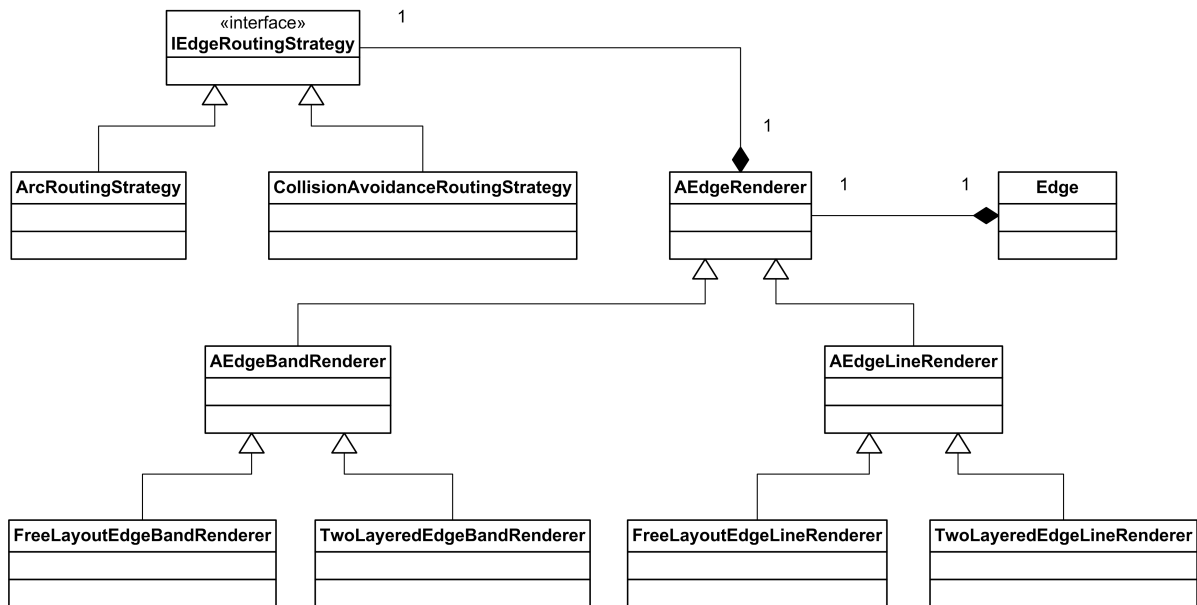 «interface»
IEdgeRoutingStrategy
1
1
ArcRoutingStrategy
CollisionAvoidanceRoutingStrategy
AEdgeRenderer
1
1
Edge
AEdgeBandRenderer
AEdgeLineRenderer
FreeLayoutEdgeBandRenderer
TwoLayeredEdgeBandRenderer
FreeLayoutEdgeLineRenderer
TwoLayeredEdgeLineRenderer